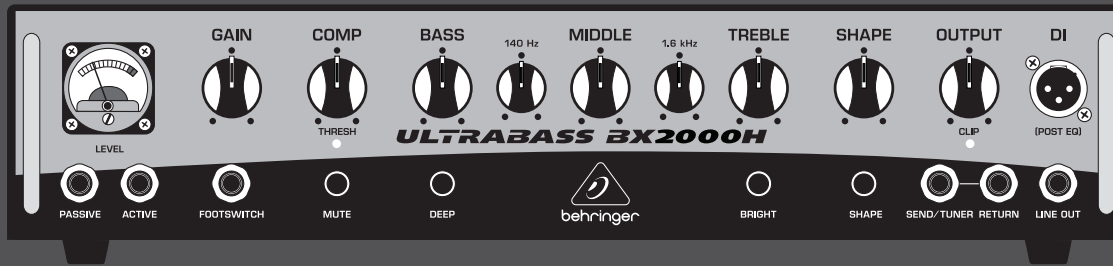 GAIN COMP BASS 140 Hz MIDDLE 1.6 kHz TREBLE SHAPE OUTPUT DI
THRESH CLIP (POST EQ)
ULTRABASS BX2000H
LEVEL
PASSIVE ACTIVE FOOTSWITCH MUTE DEEP behringer BRIGHT SHAPE SEND/TUNER RETURN LINE OUT